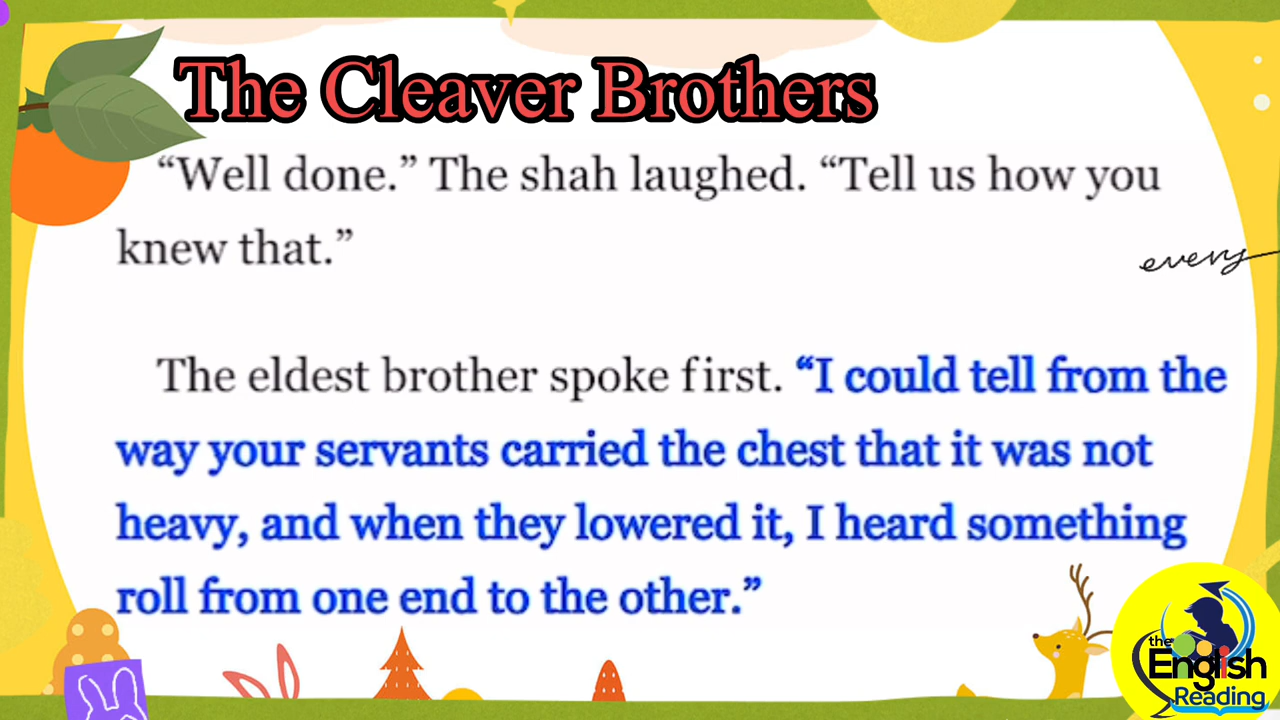 The Cleaver Brothers
“Well done.” The shah laughed. “Tell us how you
knew that.”
every
The eldest brother spoke first. “I could tell from the
way your servants carried the chest that it was not
heavy, and when they lowered it, I heard something
roll from one end to the other.”
the
English
Reading